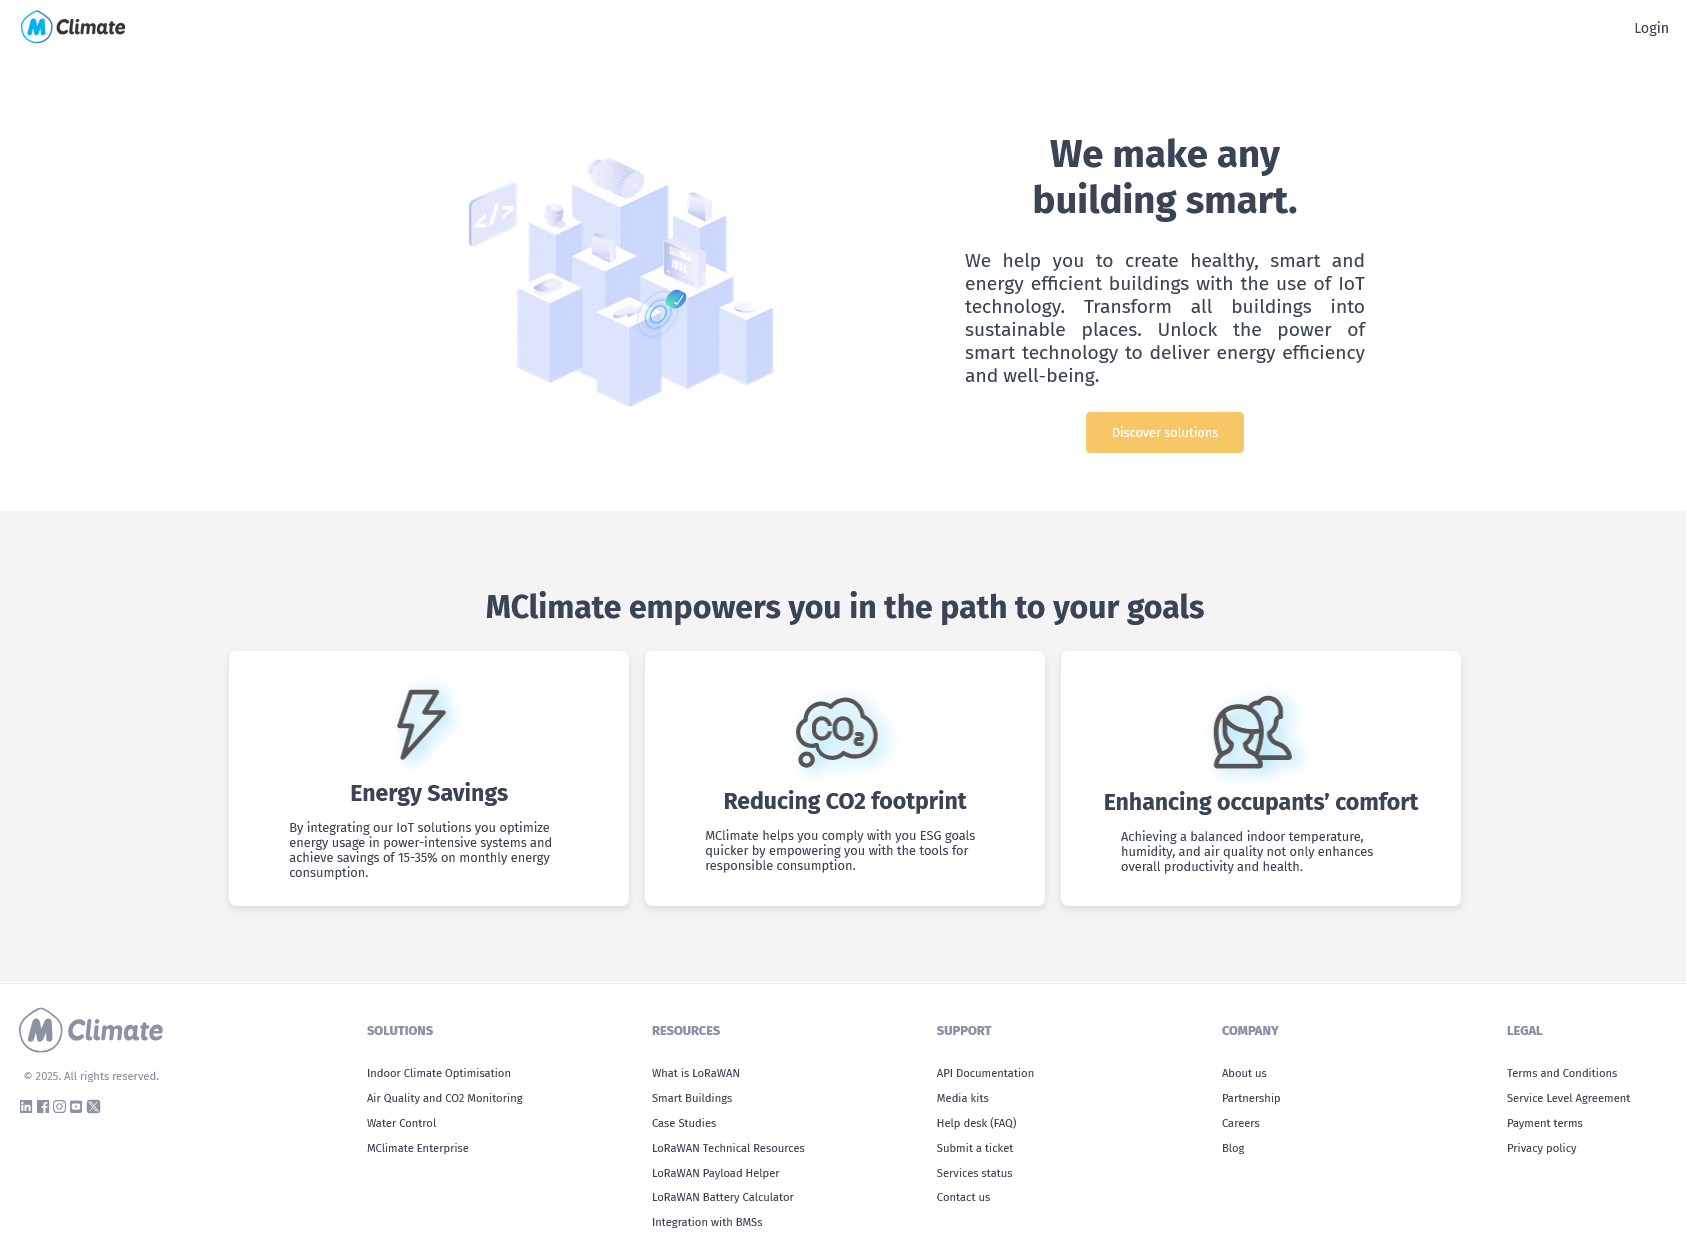 M Climate
Login
We make any
building smart.
We help you to create healthy, smart and
energy efficient buildings with the use of IoT
technology. Transform all buildings into
sustainable places. Unlock the power of
smart technology to deliver energy efficiency
and well-being.
Discover solutions
</>
MClimate empowers you in the path to your goals
Energy Savings
By integrating our IoT solutions you optimize
energy usage in power-intensive systems and
achieve savings of 15-35% on monthly energy
consumption.
CO2
Reducing CO2 footprint
MClimate helps you comply with you ESG goals
quicker by empowering you with the tools for
responsible consumption.
Enhancing occupants’ comfort
Achieving a balanced indoor temperature,
humidity, and air quality not only enhances
overall productivity and health.
M Climate
© 2025. All rights reserved.
SOLUTIONS
Indoor Climate Optimisation
Air Quality and CO2 Monitoring
Water Control
MClimate Enterprise
RESOURCES
What is LoRaWAN
Smart Buildings
Case Studies
LoRaWAN Technical Resources
LoRaWAN Payload Helper
LoRaWAN Battery Calculator
Integration with BMSs
SUPPORT
API Documentation
Media kits
Help desk (FAQ)
Submit a ticket
Services status
Contact us
COMPANY
About us
Partnership
Careers
Blog
LEGAL
Terms and Conditions
Service Level Agreement
Payment terms
Privacy policy